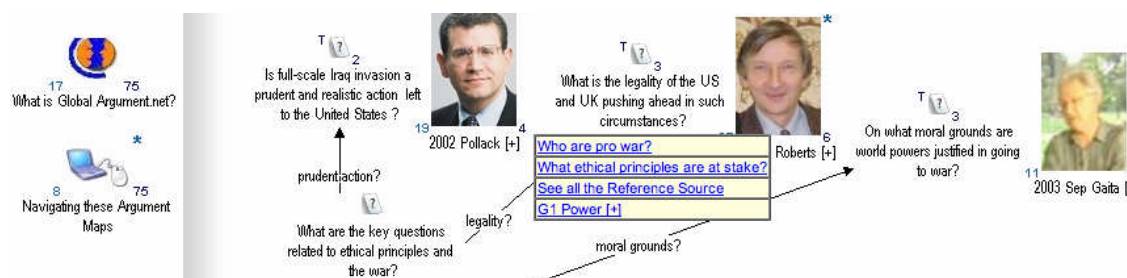 17 75
What is Global Argument.net?
*
8 75
Navigating these Argument
Maps
T
?
2
Is full-scale Iraq invasion a
prudent and realistic action left
to the United States ?
19 4
2002 Pollack [+]
prudent action?
?
What are the key questions
related to ethical principles and
the war?
T
?
3
What is the legality of the US
and UK pushing ahead in such
circumstances?
*
6
Roberts [+]
Who are pro war?
What ethical principles are at stake?
See all the Reference Source
G1 Power [+]
legality?
moral grounds?
T
?
3
On what moral grounds are
world powers justified in going
to war?
11
2003 Sep Gaita [